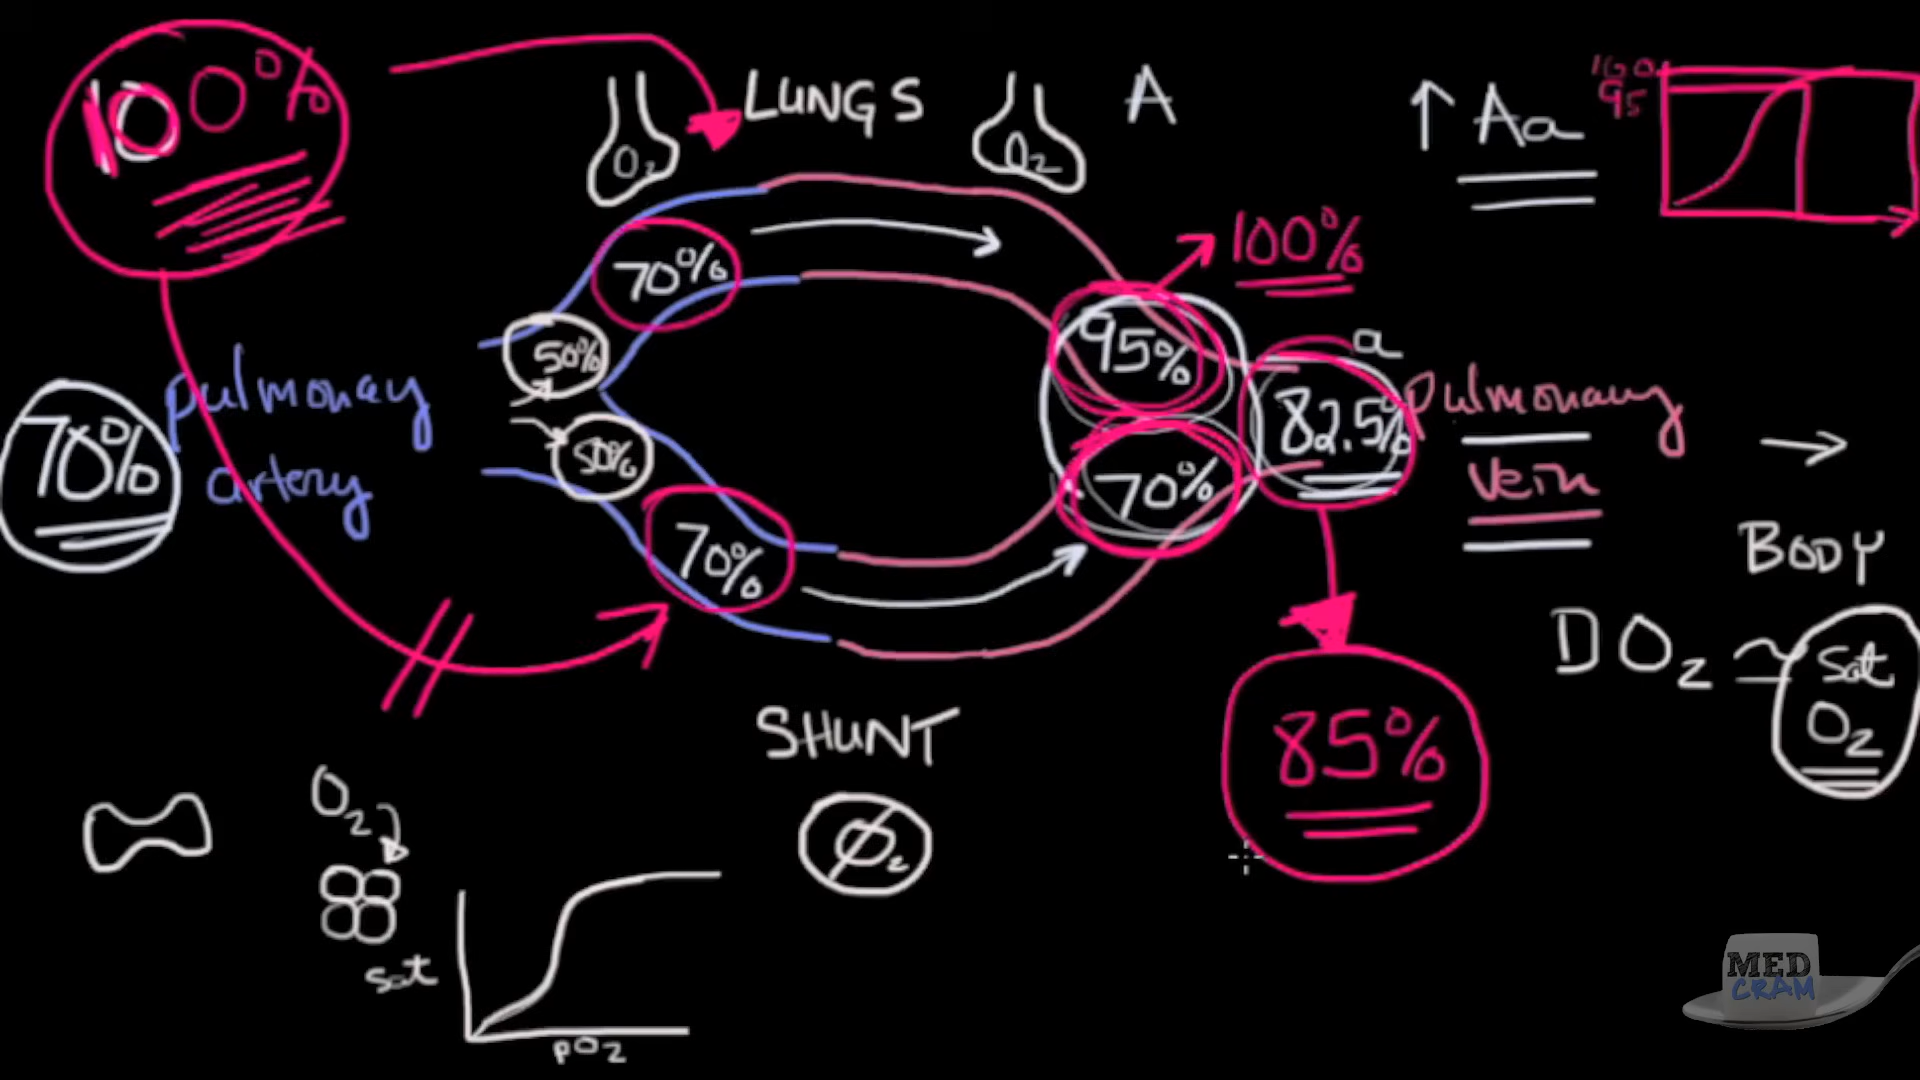 100%
LUNGS
A
O2
O2
↑ Aa
100
95
70%
100%
50%
95%
a
82.5%
pulmonay
artery
70%
50%
70%
70%
pulmonary
vein
BODY
DO2 ≃ Sat
O2
SHUNT
85%
O2
O2
sat
pO2
MED
CRAM